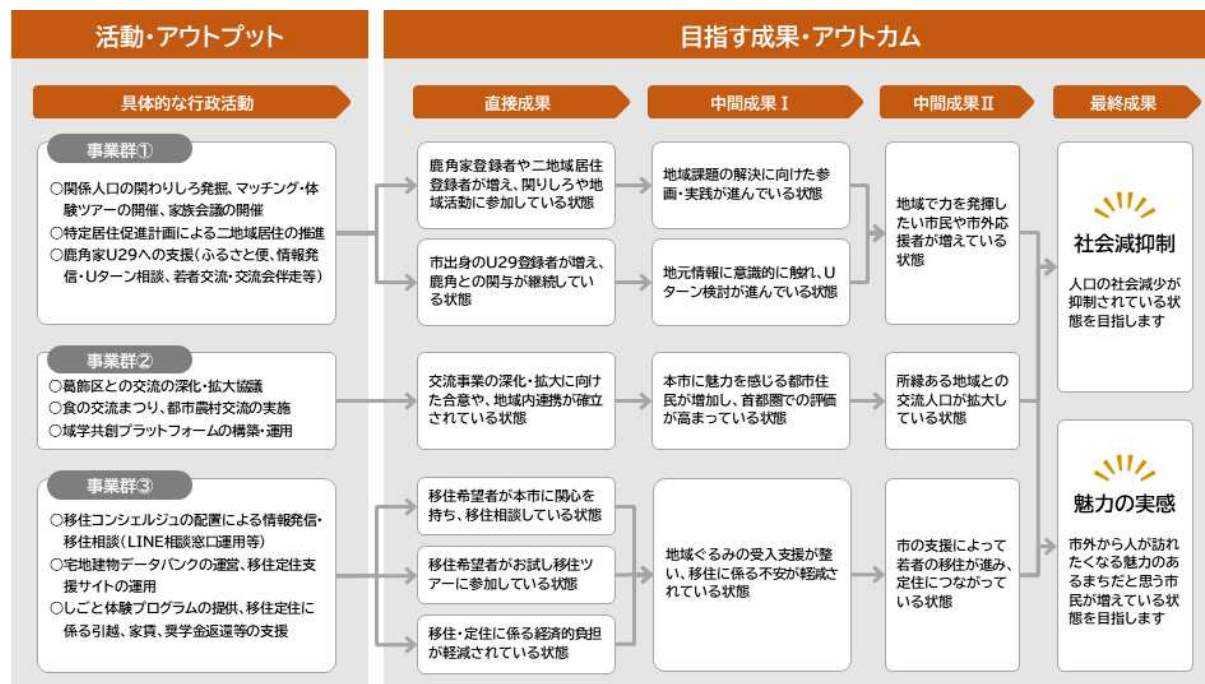 活動・アウトプット
目指す成果・アウトカム
具体的な行政活動
直接成果
中間成果Ⅰ
中間成果Ⅱ
最終成果
事業群①
○関係人口の関わりしろ発掘、マッチング・体
験ツアーの開催、家族会議の開催
○特定居住促進計画による二地域居住の推進
○鹿角家U29への支援(ふるさと便、情報発
信・Uターン相談、若者交流・交流会伴走等)
鹿角家登録者や二地域居住
登録者が増え、関りしろや地
域活動に参加している状態
地域課題の解決に向けた参
画・実践が進んでいる状態
市出身のU29登録者が増え、
鹿角との関与が継続してい
る状態
地元情報に意識的に触れ、U
ターン検討が進んでいる状態
地域で力を発揮し
たい市民や市外応
援者が増えている
状態
事業群②
○葛飾区との交流の深化・拡大協議
○食の交流まつり、都市農村交流の実施
○域学共創プラットフォームの構築・運用
交流事業の深化・拡大に向け
た合意や、地域内連携が確立
されている状態
本市に魅力を感じる都市住
民が増加し、首都圏での評価
が高まっている状態
所縁ある地域との
交流人口が拡大し
ている状態
事業群③
○移住コンシェルジュの配置による情報発信・
移住相談(LINE相談窓口運用等)
○宅地建物データバンクの運営、移住定住支
援サイトの運用
○しごと体験プログラムの提供、移住定住に
係る引越、家賃、奨学金返還等の支援
移住希望者が本市に関心を
持ち、移住相談している状態
移住希望者がお試し移住ツ
アーに参加している状態
移住・定住に係る経済的負担
が軽減されている状態
地域ぐるみの受入支援が整
い、移住に係る不安が軽減さ
れている状態
市の支援によって
若者の移住が進み、
定住につながって
いる状態
社会減抑制
人口の社会減少が
抑制されている状
態を目指します
魅力の実感
市外から人が訪れ
たくなる魅力のあ
るまちだと思う市
民が増えている状
態を目指します